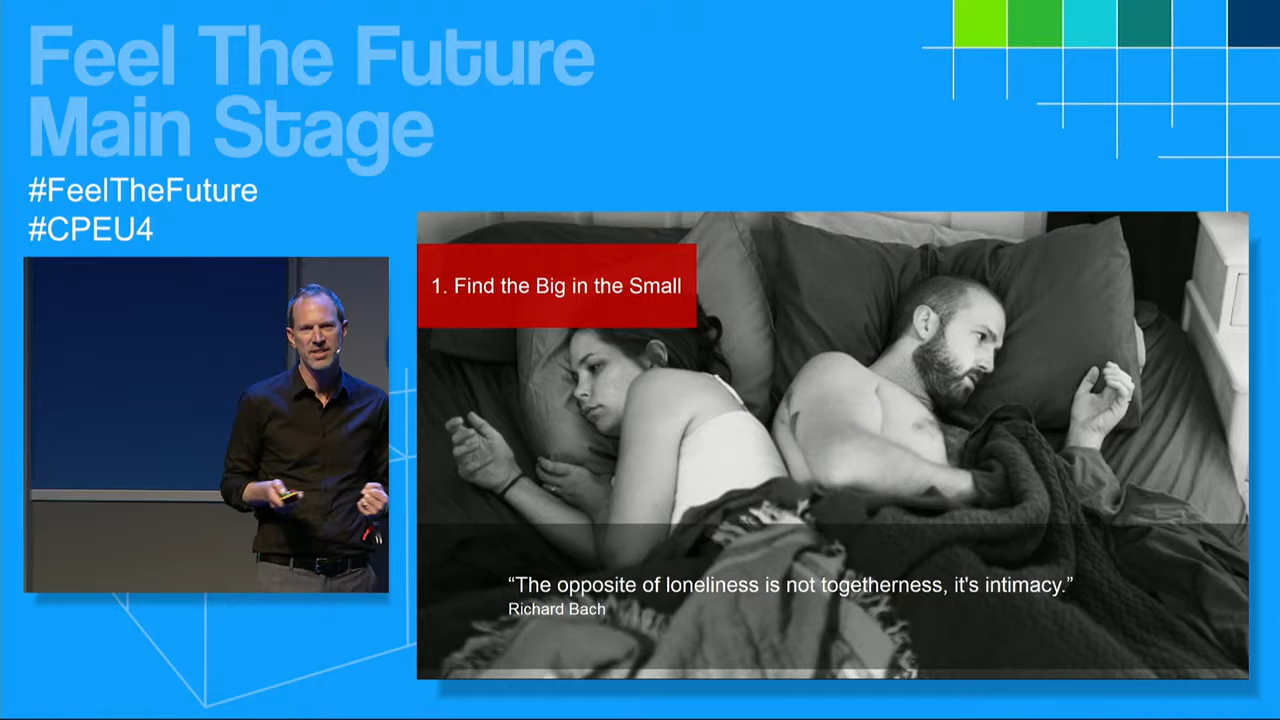 Feel The Future
Main Stage
#FeelTheFuture
#CPEU4
1. Find the Big in the Small
“The opposite of loneliness is not togetherness, it's intimacy.”
Richard Bach